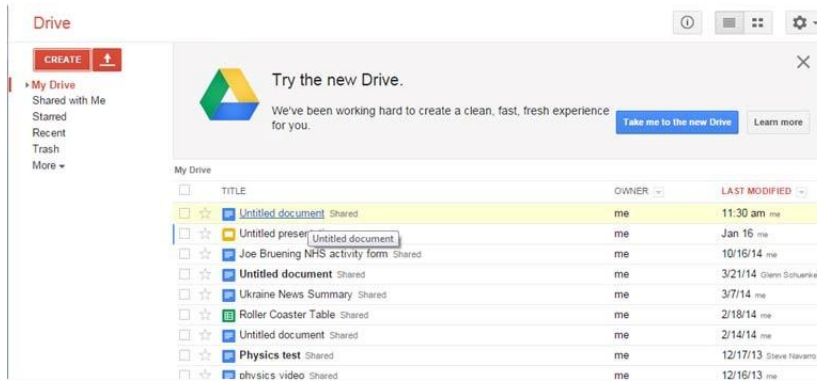 Drive
CREATE
My Drive
Shared with Me
Starred
Recent
Trash
More
Try the new Drive.
We've been working hard to create a clean, fast, fresh experience
for you.
Take me to the new Drive
Learn more
My Drive
TITLE OWNER LAST MODIFIED
Untitled document Shared me 11:30 am me
Untitled presen me Jan 16 me
Untitled document
Joe Bruening NHS activity form Shared me 10/16/14 me
Untitled document Shared me 3/21/14 Glenn Schuenke
Ukraine News Summary Shared me 3/7/14 me
Roller Coaster Table Shared me 2/18/14 me
Untitled document Shared me 2/14/14 me
Physics test Shared me 12/17/13 Steve Navarro
physics video Shared me 12/16/13 me